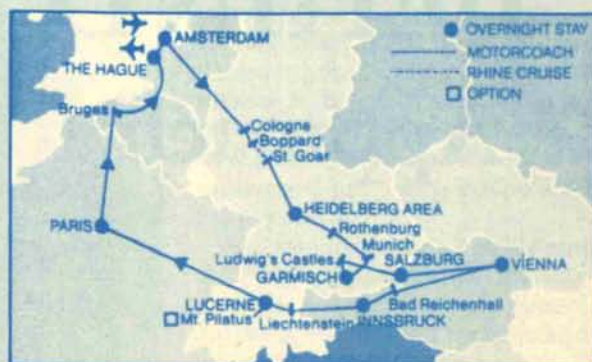 AMSTERDAM
THE HAGUE
Bruges
OVERNIGHT STAY
MOTORCOACH
RHINE CRUISE
OPTION
Cologne
Boppard
St. Goar
PARIS
HEIDELBERG AREA
Rothenburg
Munich
Ludwig's Castles
SALZBURG
VIENNA
GARMISCH
Bad Reichenhall
LUCERNE
Mt. Pilatus
Liechtenstein
INNSBRUCK